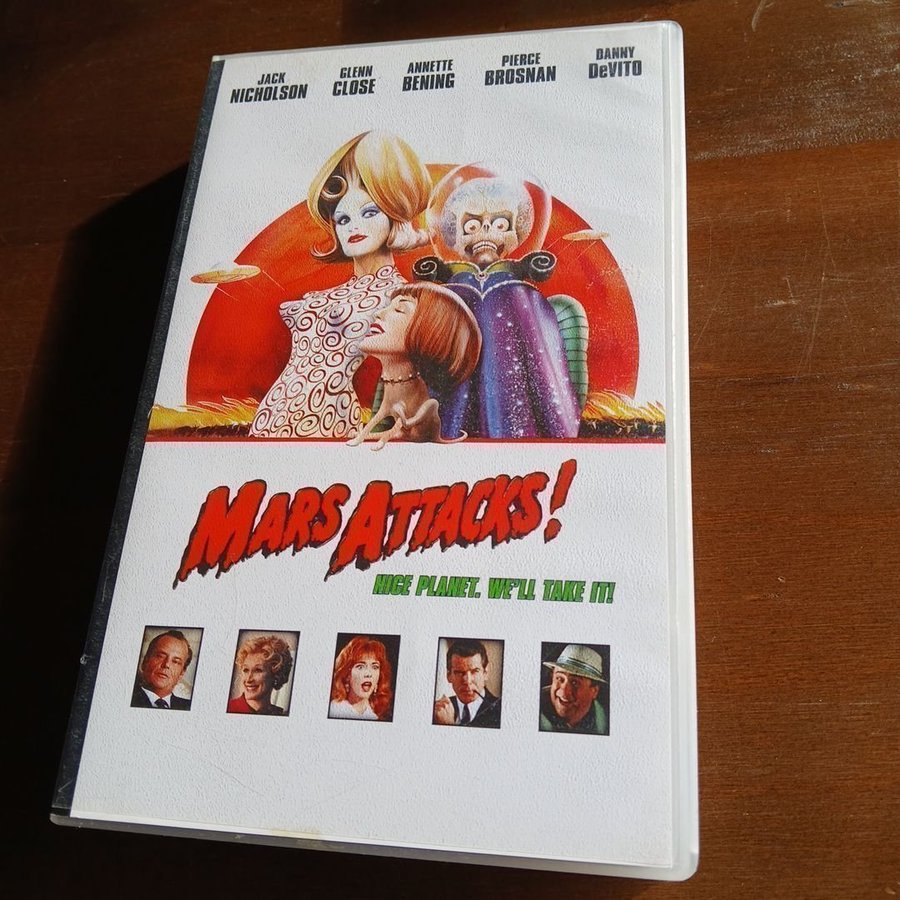 JACK
NICHOLSON
GLENN
CLOSE
ANNETTE
BENING
PIERCE
BROSNAN
DANNY
DeVITO
MARS ATTACKS!
NICE PLANET. WE'LL TAKE IT!